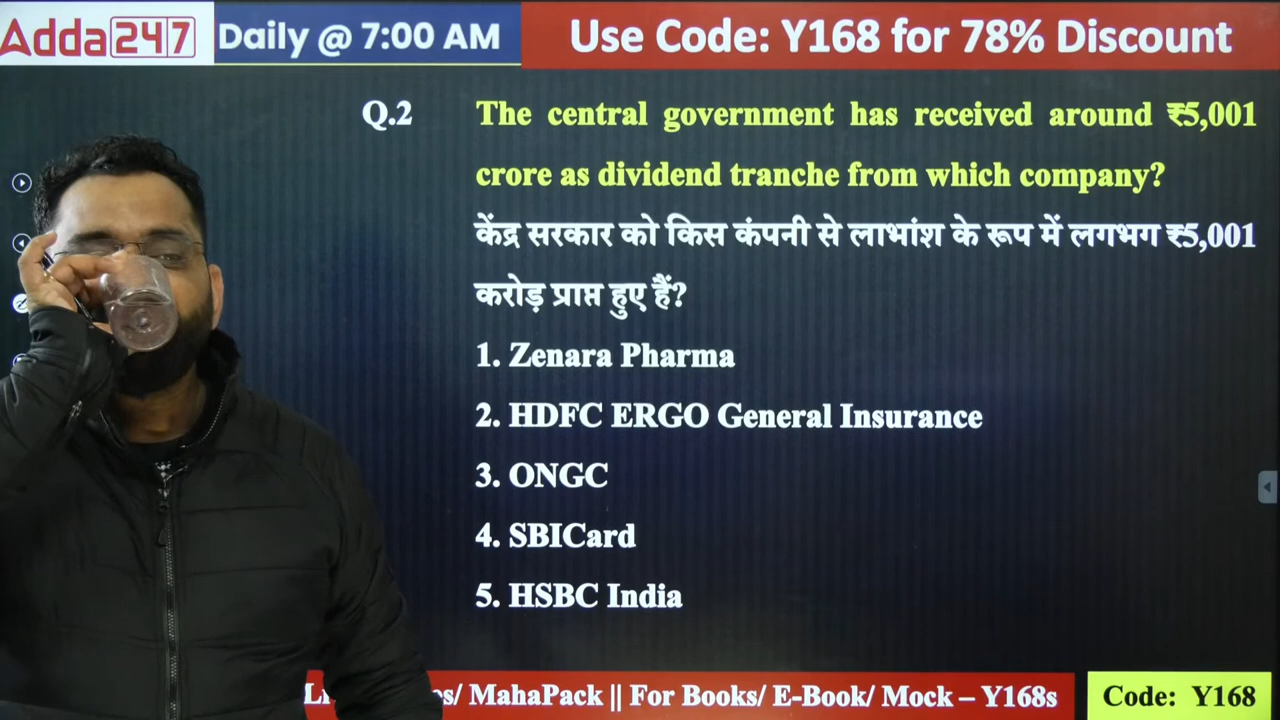 Adda247
Daily @ 7:00 AM
Use Code: Y168 for 78% Discount
Q.2 The central government has received around ₹5,001
crore as dividend tranche from which company?
केंद्र सरकार को किस कंपनी से लाभांश के रूप में लगभग ₹5,001
करोड़ प्राप्त हुए हैं?
1. Zenara Pharma
2. HDFC ERGO General Insurance
3. ONGC
4. SBICard
5. HSBC India
MahaPack || For Books/ E-Book/ Mock – Y168s
Code: Y168